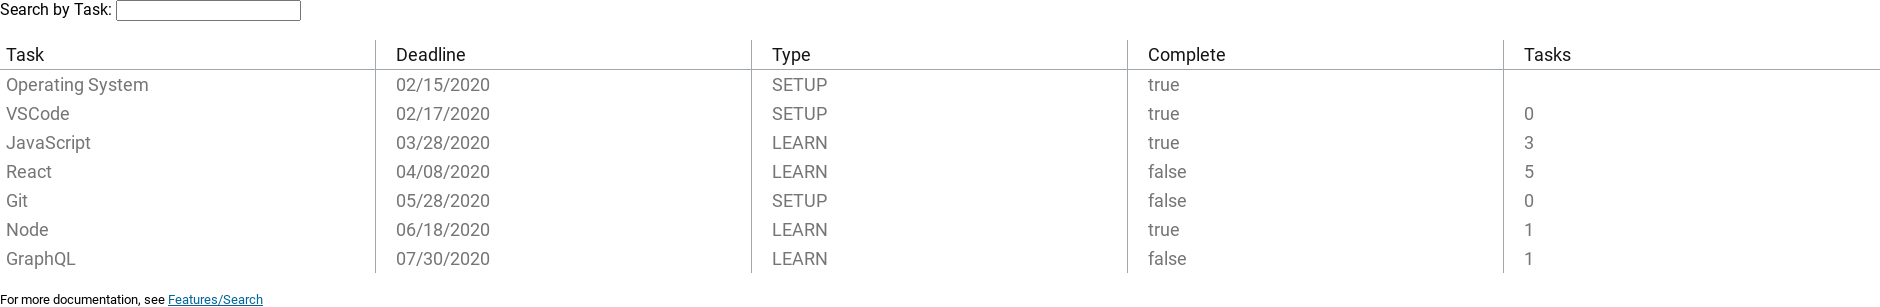 Search by Task:
Task Deadline Type Complete Tasks
Operating System 02/15/2020 SETUP true
VSCode 02/17/2020 SETUP true 0
JavaScript 03/28/2020 LEARN true 3
React 04/08/2020 LEARN false 5
Git 05/28/2020 SETUP false 0
Node 06/18/2020 LEARN true 1
GraphQL 07/30/2020 LEARN false 1
For more documentation, see Features/Search